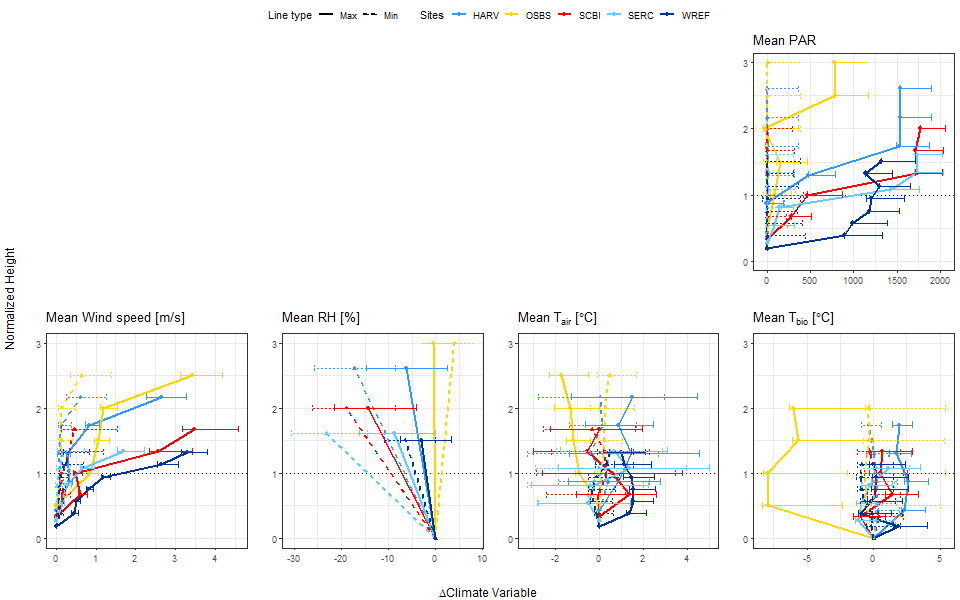 Line type Max Min Sites HARV OSBS SCBI SERC WREF
Mean PAR
3
2
1
0
0 500 1000 1500 2000
Normalized Height
Mean Wind speed [m/s]
3
2
1
0
0 1 2 3 4
Mean RH [%]
3
2
1
0
-30 -20 -10 0 10
Mean Tair [°C]
3
2
1
0
-2 0 2 4
Mean Tbio [°C]
3
2
1
0
-5 0 5
ΔClimate Variable